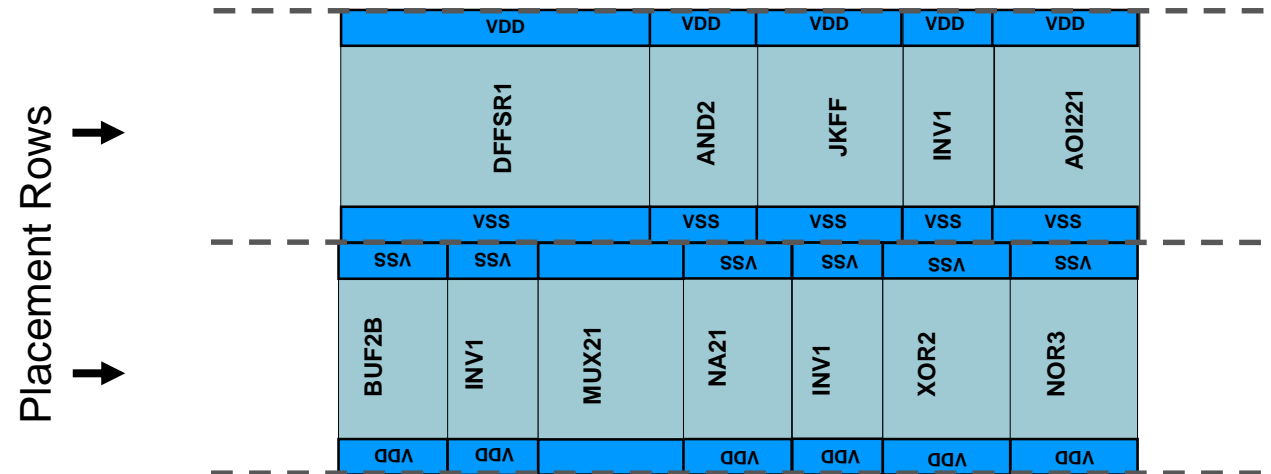 Placement Rows
VDD VDD VDD VDD VDD
DFFSR1 AND2 JKFF INV1 AOI221
VSS VSS VSS VSS VSS
VSS VSS VSS VSS VSS VSS
BUF2B INV1 MUX21 NA21 INV1 XOR2 NOR3
VDD VDD VDD VDD VDD VDD